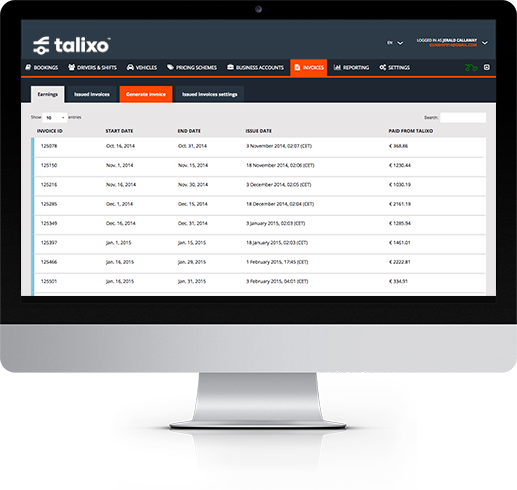 talixo™
EN
LOGGED IN AS JERALD CALLAWAY
BOOKINGS DRIVERS & SHIFTS VEHICLES PRICING SCHEMES BUSINESS ACCOUNTS INVOICES REPORTING SETTINGS
Earnings Issued invoices Generate invoice Issued invoices settings
Show 10 entries Search:
INVOICE ID START DATE END DATE ISSUE DATE PAID FROM TALIXO
125078 Oct. 16, 2014 Oct. 31, 2014 3 November 2014, 02:07 (CET) € 368.86
125150 Nov. 1, 2014 Nov. 15, 2014 18 November 2014, 02:06 (CET) € 1230.44
125216 Nov. 16, 2014 Nov. 30, 2014 3 December 2014, 02:05 (CET) € 1030.19
125285 Dec. 1, 2014 Dec. 15, 2014 18 December 2014, 02:04 (CET) € 2161.19
125349 Dec. 16, 2014 Dec. 31, 2014 3 January 2015, 02:03 (CET) € 1285.94
125397 Jan. 1, 2015 Jan. 15, 2015 18 January 2015, 02:03 (CET) € 1461.01
125466 Jan. 16, 2015 Jan. 29, 2015 1 February 2015, 17:45 (CET) € 2222.81
125501 Jan. 16, 2015 Jan. 31, 2015 3 February 2015, 04:01 (CET) € 334.91